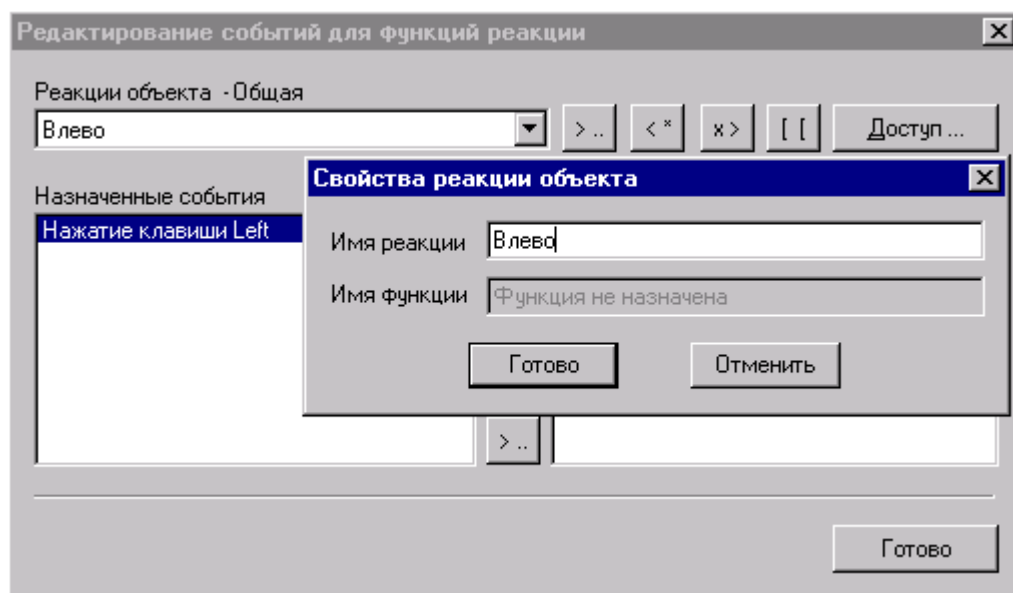 Редактирование событий для функций реакции
Реакции объекта - Общая
Влево
> ..
< *
x >
[ [
Доступ ...
Свойства реакции объекта
Назначенные события
Нажатие клавиши Left
Имя реакции
Влево
Имя функции
Функция не назначена
Готово
Отменить
> ..
Готово